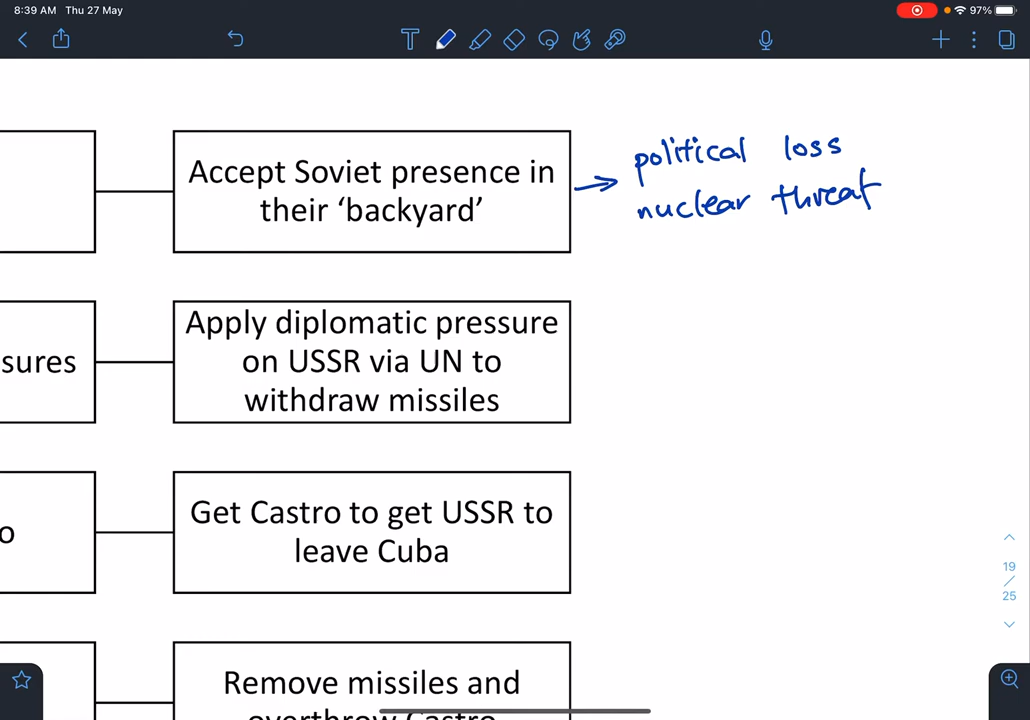 8:39 AM Thu 27 May
97%
T
Accept Soviet presence in
their ‘backyard’
political loss
nuclear threat
Apply diplomatic pressure
on USSR via UN to
withdraw missiles
sures
Get Castro to get USSR to
leave Cuba
o
19
/
25
Remove missiles and
overthrow Castro